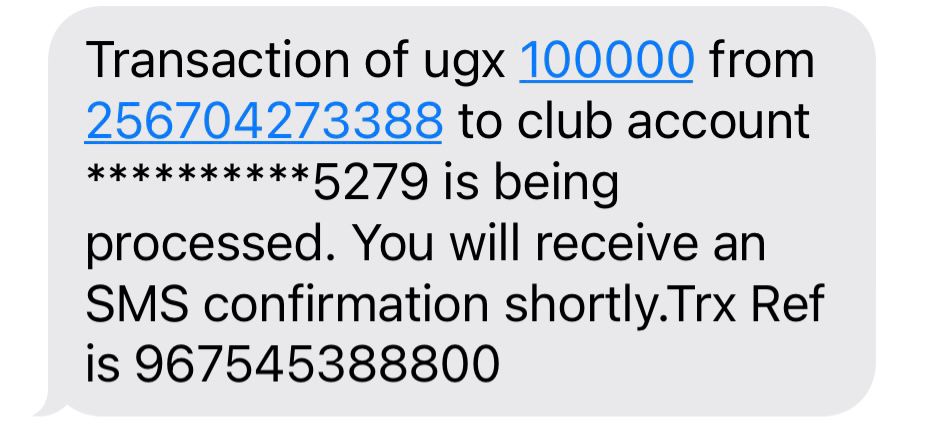 Transaction of ugx 100000 from
256704273388 to club account
**********5279 is being
processed. You will receive an
SMS confirmation shortly.Trx Ref
is 967545388800